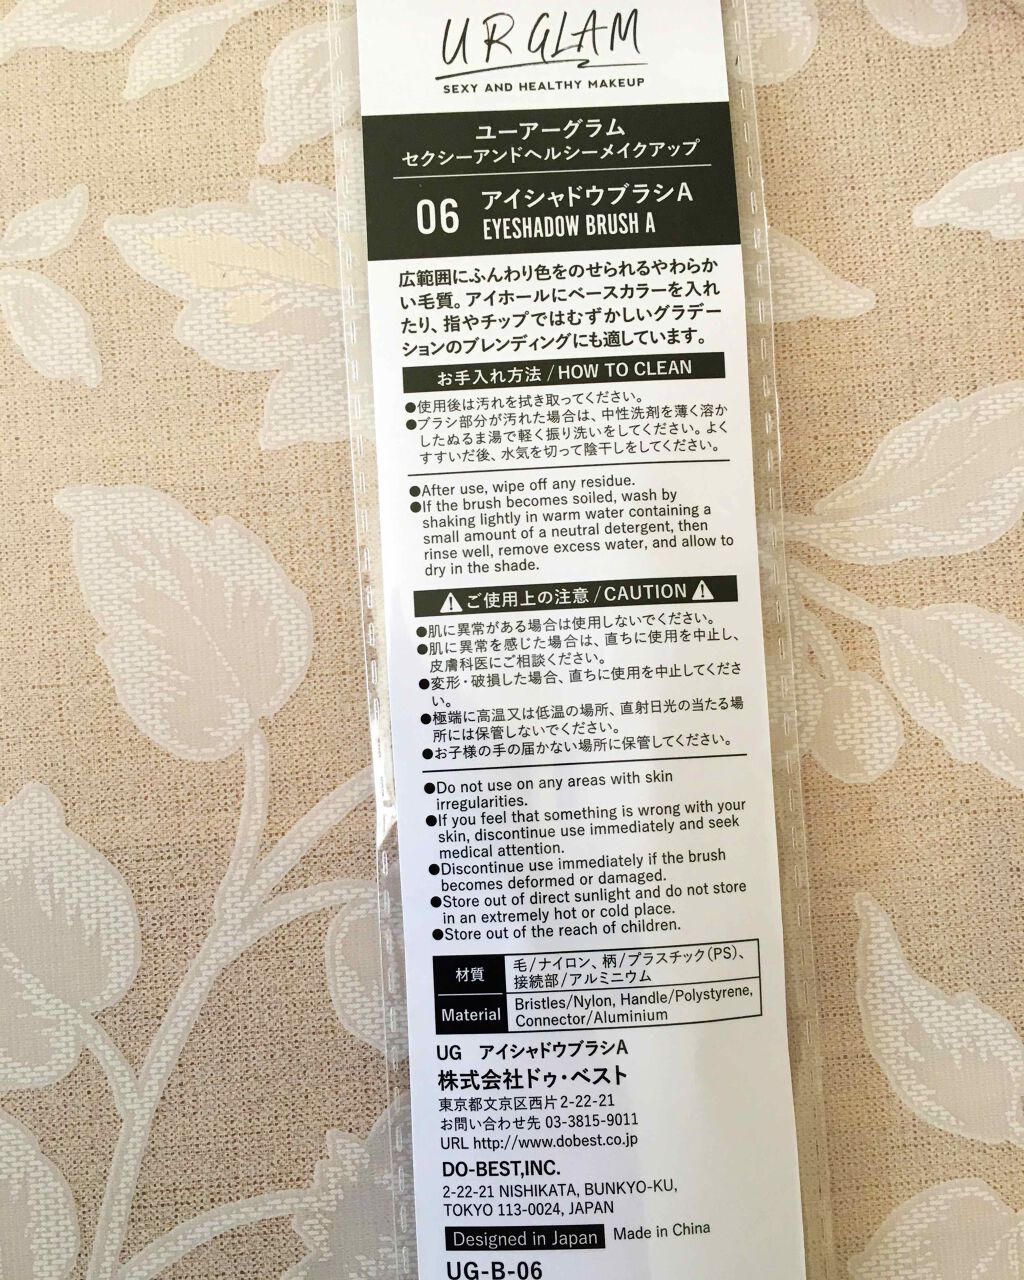 UR GLAM
SEXY AND HEALTHY MAKEUP
ユーアーグラム
セクシーアンドヘルシーメイクアップ
06 アイシャドウブラシA
EYESHADOW BRUSH A
広範囲にふんわり色をのせられるやわらか
い毛質。アイホールにベースカラーを入れ
たり、指やチップではむずかしいグラデー
ションのブレンディングにも適しています。
お手入れ方法 / HOW TO CLEAN
●使用後は汚れを拭き取ってください。
●ブラシ部分が汚れた場合は、中性洗剤を薄く溶か
したぬるま湯で軽く振り洗いをしてください。よく
すすいだ後、水気を切って陰干しをしてください。
●After use, wipe off any residue.
●If the brush becomes soiled, wash by
shaking lightly in warm water containing a
small amount of a neutral detergent, then
rinse well, remove excess water, and allow to
dry in the shade.
⚠ご使用上の注意 / CAUTION⚠
●肌に異常がある場合は使用しないでください。
●肌に異常を感じた場合は、直ちに使用を中止し、
皮膚科医にご相談ください。
●変形・破損した場合、直ちに使用を中止してくださ
い。
●極端に高温又は低温の場所、直射日光の当たる場
所には保管しないでください。
●お子様の手の届かない場所に保管してください。
●Do not use on any areas with skin
irregularities.
●If you feel that something is wrong with your
skin, discontinue use immediately and seek
medical attention.
●Discontinue use immediately if the brush
becomes deformed or damaged.
●Store out of direct sunlight and do not store
in an extremely hot or cold place.
●Store out of the reach of children.
材質 毛/ナイロン、柄/プラスチック(PS)、
接続部/アルミニウム
Material Bristles/Nylon, Handle/Polystyrene,
Connector/Aluminium
UG アイシャドウブラシA
株式会社ドゥ・ベスト
東京都文京区西片2-22-21
お問い合わせ先 03-3815-9011
URL http://www.dobest.co.jp
DO-BEST,INC.
2-22-21 NISHIKATA, BUNKYO-KU,
TOKYO 113-0024, JAPAN
Designed in Japan Made in China
UG-B-06